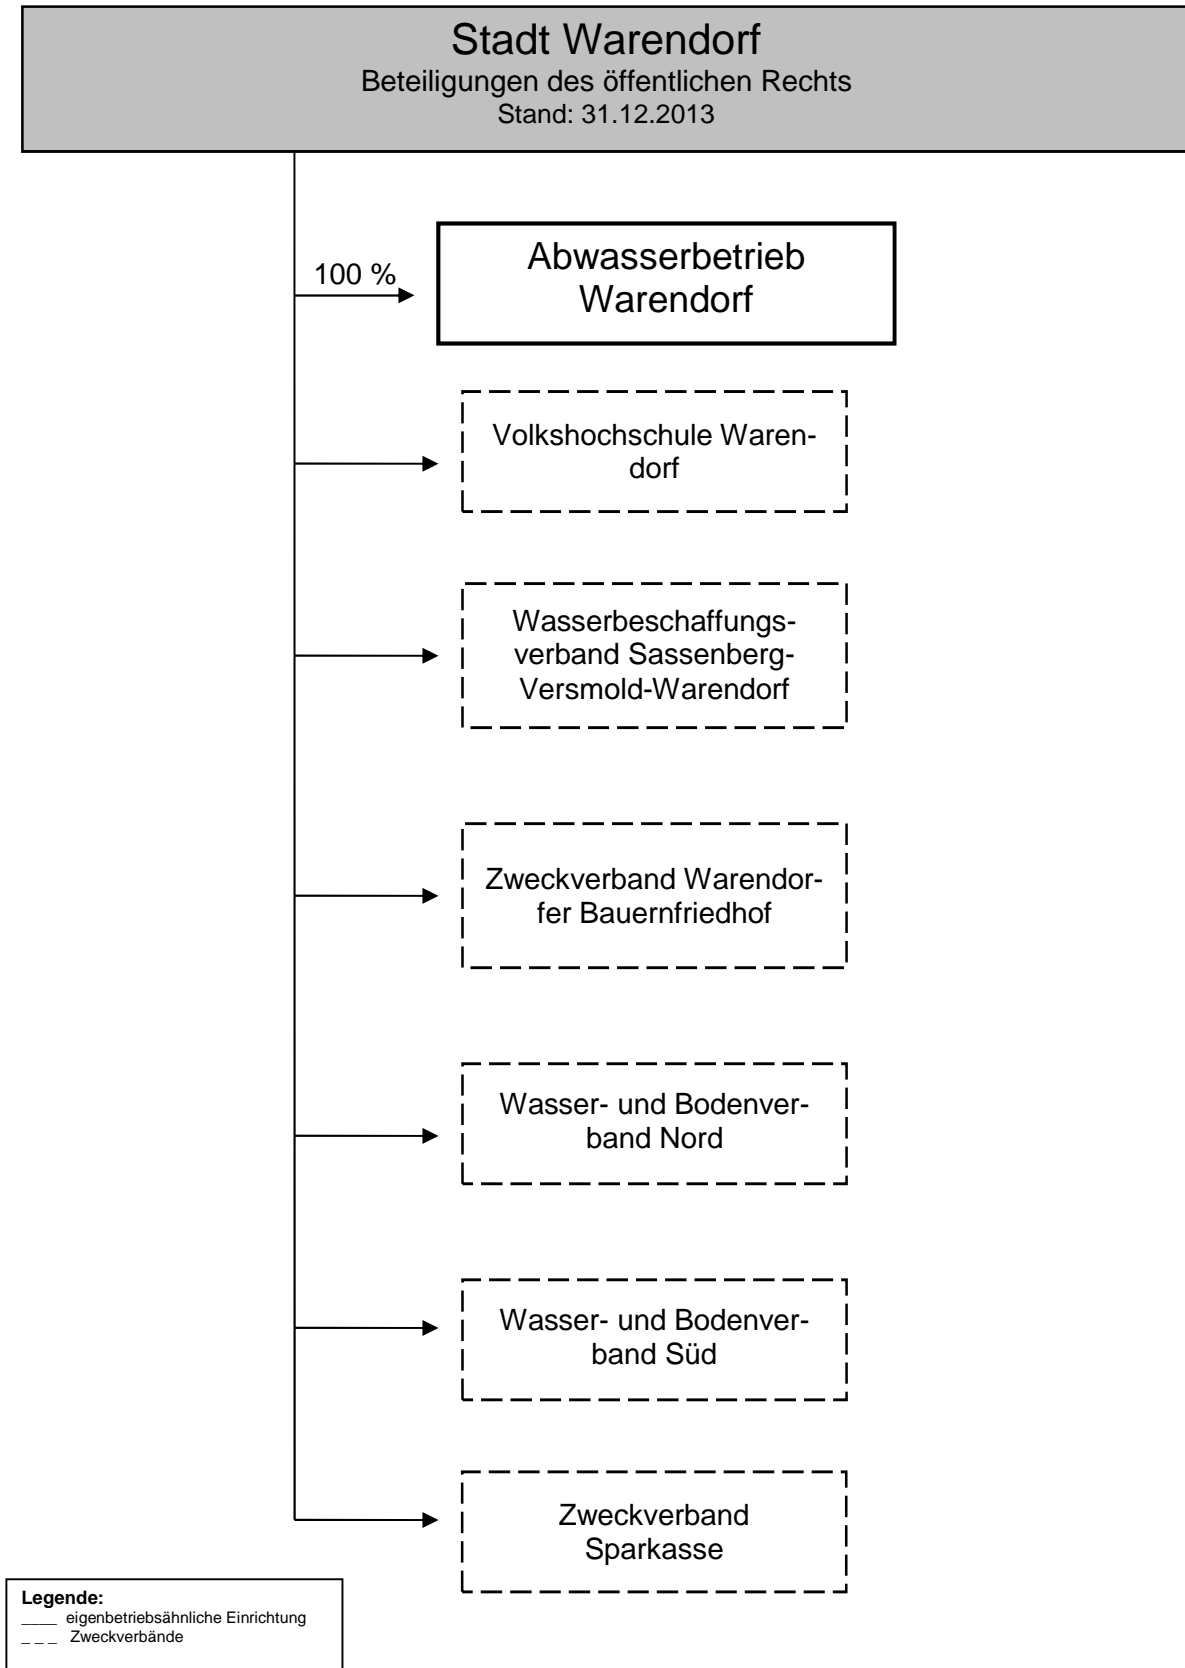 Stadt Warendorf
Beteiligungen des öffentlichen Rechts
Stand: 31.12.2013
100 %
Abwasserbetrieb
Warendorf
Volkshochschule Waren-
dorf
Wasserbeschaffungs-
verband Sassenberg-
Versmold-Warendorf
Zweckverband Warendor-
fer Bauernfriedhof
Wasser- und Bodenver-
band Nord
Wasser- und Bodenver-
band Süd
Zweckverband
Sparkasse
Legende:
____ eigenbetriebsähnliche Einrichtung
_ _ _ Zweckverbände